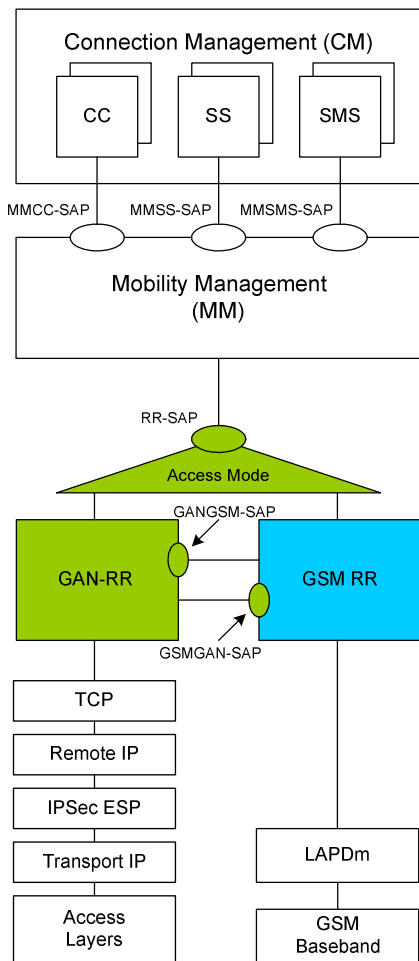 Connection Management (CM)
CC
SS
SMS
MMCC-SAP
MMSS-SAP
MMSMS-SAP
Mobility Management
(MM)
RR-SAP
Access Mode
GANGSM-SAP
GAN-RR
GSM RR
GSMGAN-SAP
TCP
Remote IP
IPSec ESP
Transport IP
LAPDm
Access
Layers
GSM
Baseband